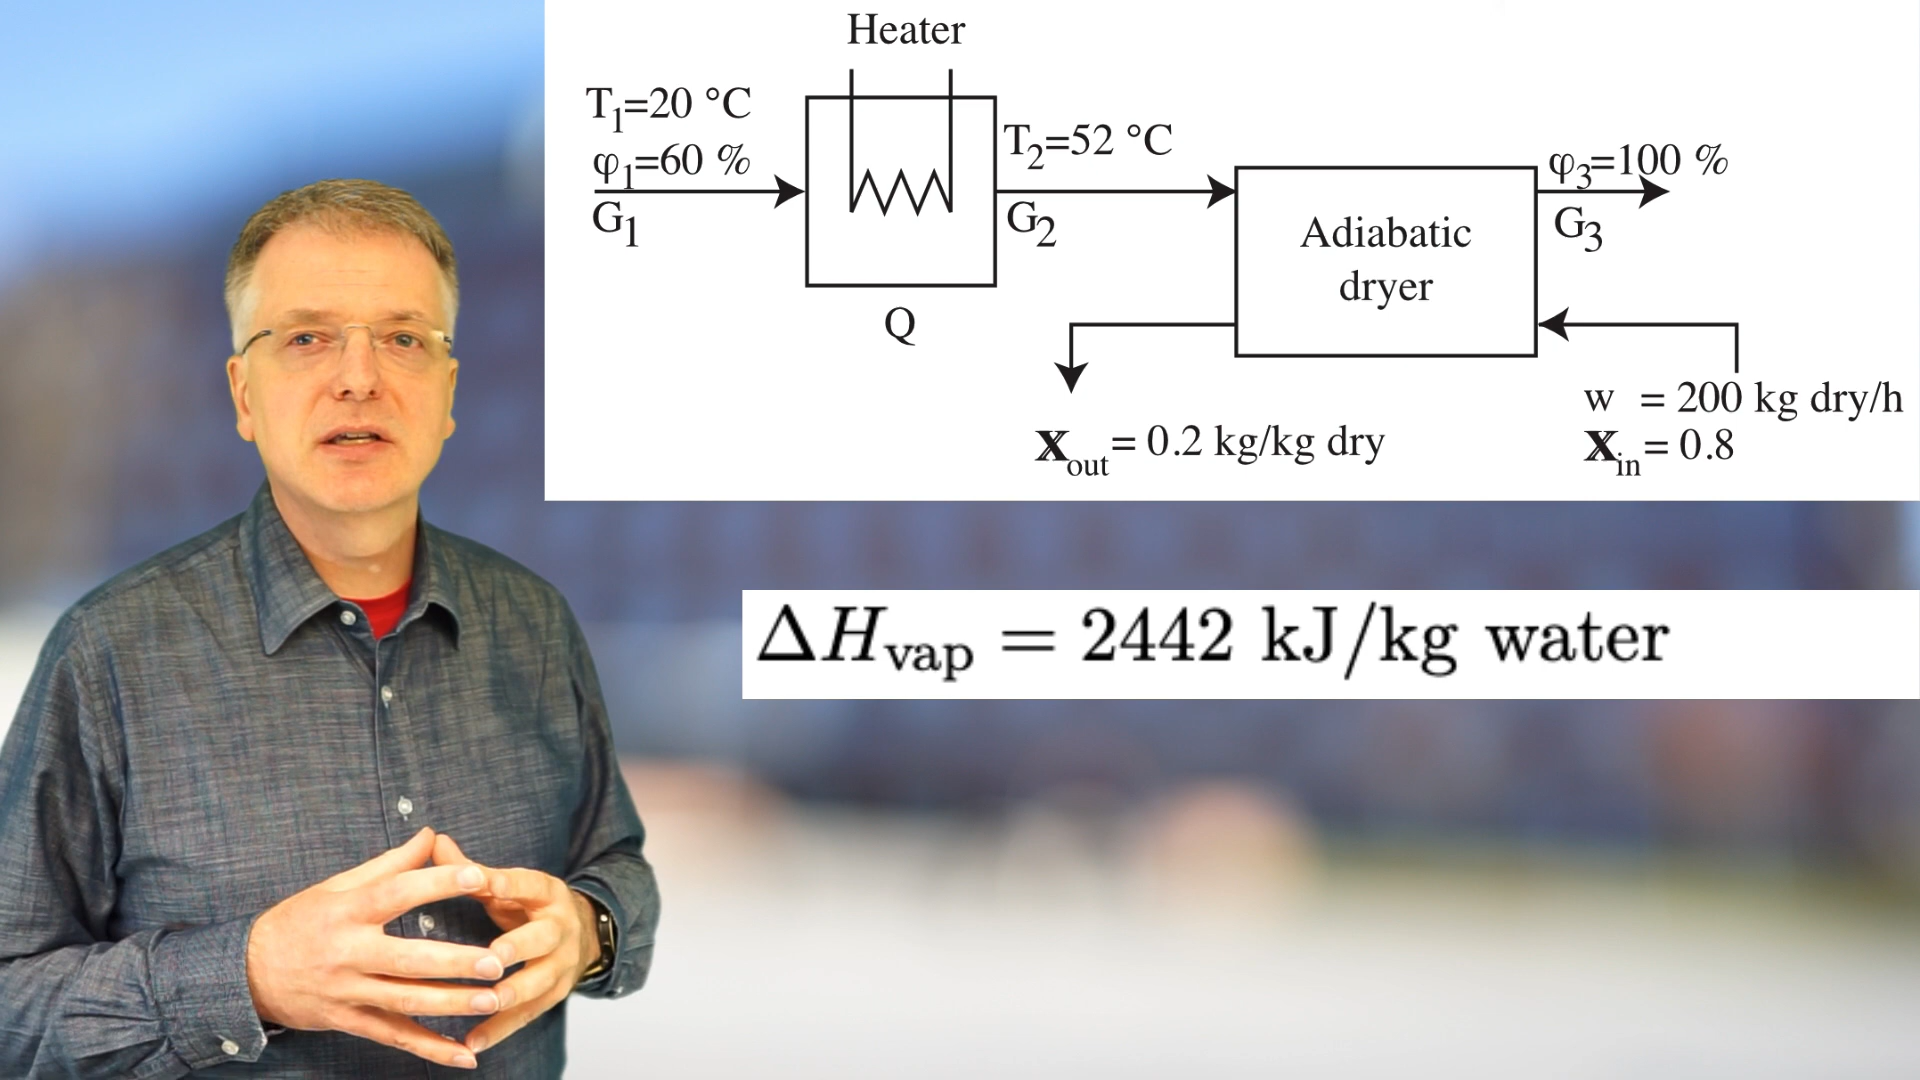 Heater
T1=20 °C
φ1=60 %
G1
Q
T2=52 °C
G2
Adiabatic
dryer
φ3=100 %
G3
Xout = 0.2 kg/kg dry
w = 200 kg dry/h
Xin = 0.8
ΔHvap = 2442 kJ/kg water